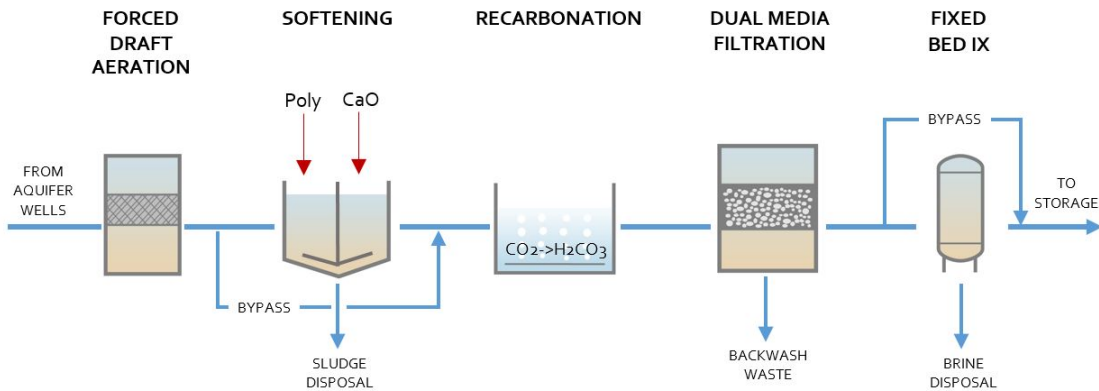 FORCED
DRAFT
AERATION
SOFTENING
RECARBONATION
DUAL MEDIA
FILTRATION
FIXED
BED IX
Poly
CaO
FROM
AQUIFER
WELLS
BYPASS
SLUDGE
DISPOSAL
CO2->H2CO3
BACKWASH
WASTE
BYPASS
BRINE
DISPOSAL
TO
STORAGE